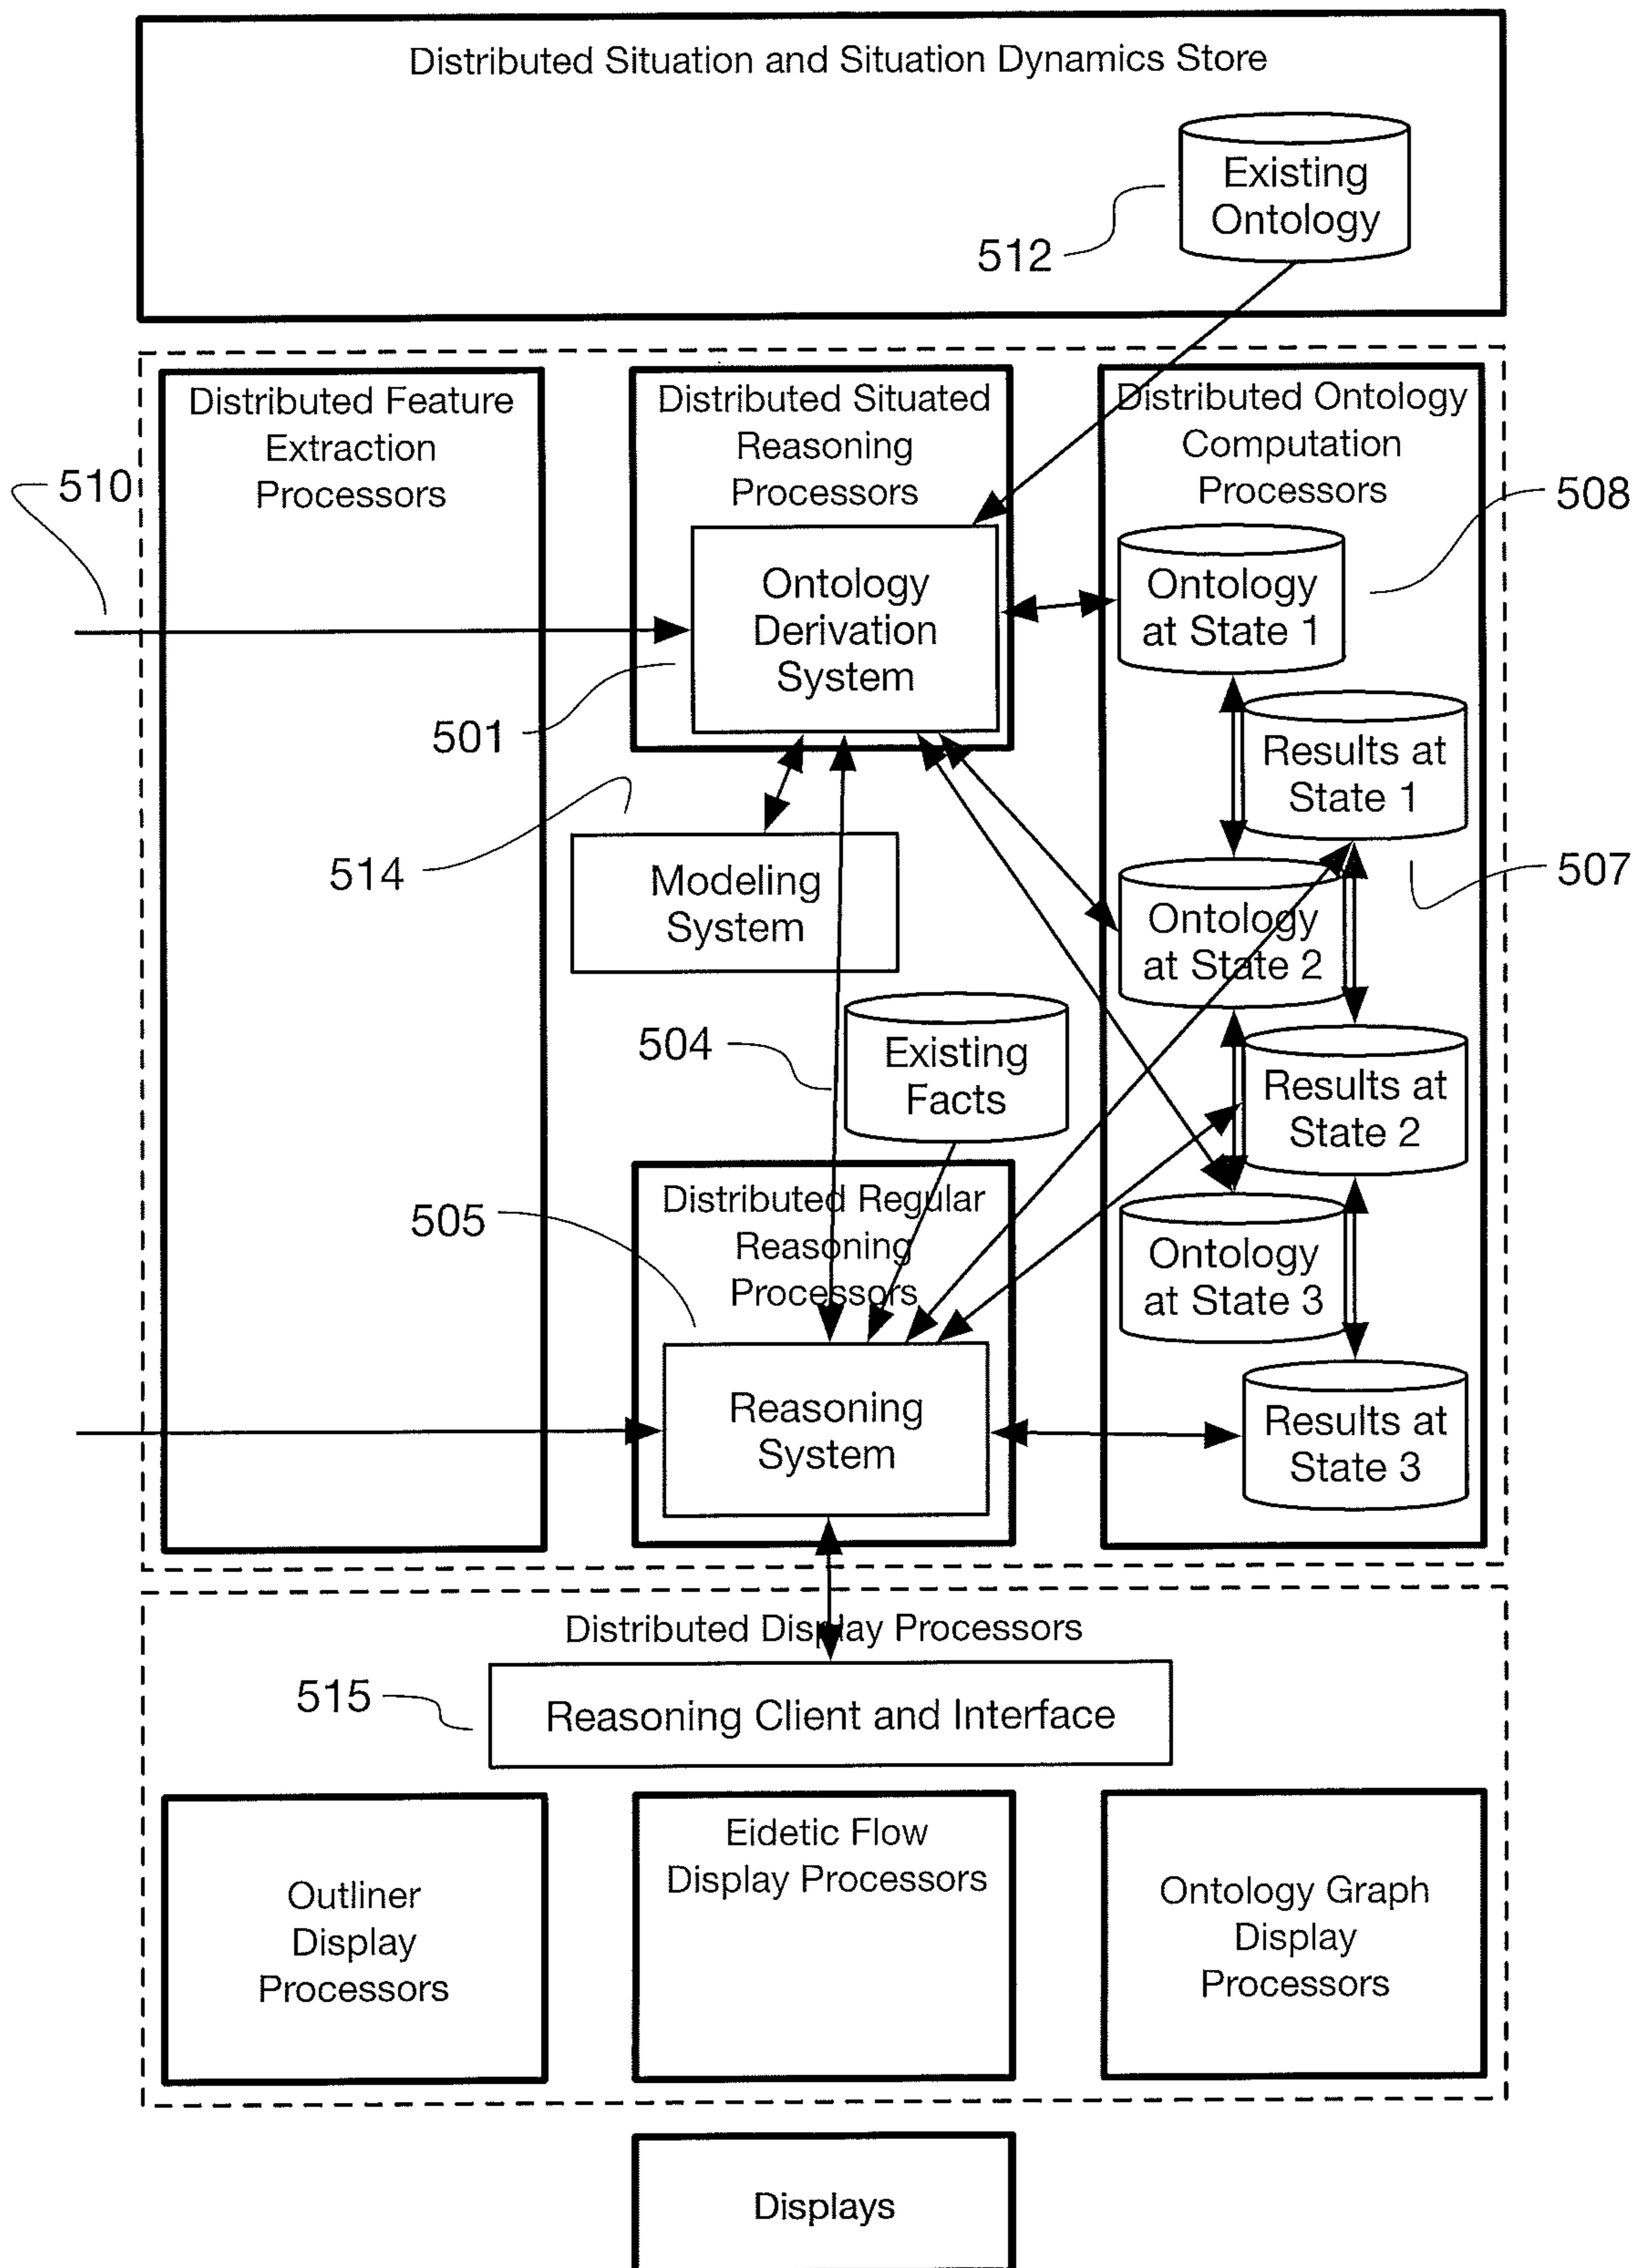 Distributed Situation and Situation Dynamics Store
Existing
Ontology
512
Distributed Feature
Extraction
Processors
Distributed Situated
Reasoning
Processors
Distributed Ontology
Computation
Processors
510
508
Ontology
Derivation
System
Ontology
at State 1
501
Results at
State 1
514
Modeling
System
507
Ontology
at State 2
504
Existing
Facts
Results at
State 2
505
Distributed Regular
Reasoning
Processors
Ontology
at State 3
Reasoning
System
Results at
State 3
Distributed Display Processors
515
Reasoning Client and Interface
Outliner
Display
Processors
Eidetic Flow
Display Processors
Ontology Graph
Display
Processors
Displays